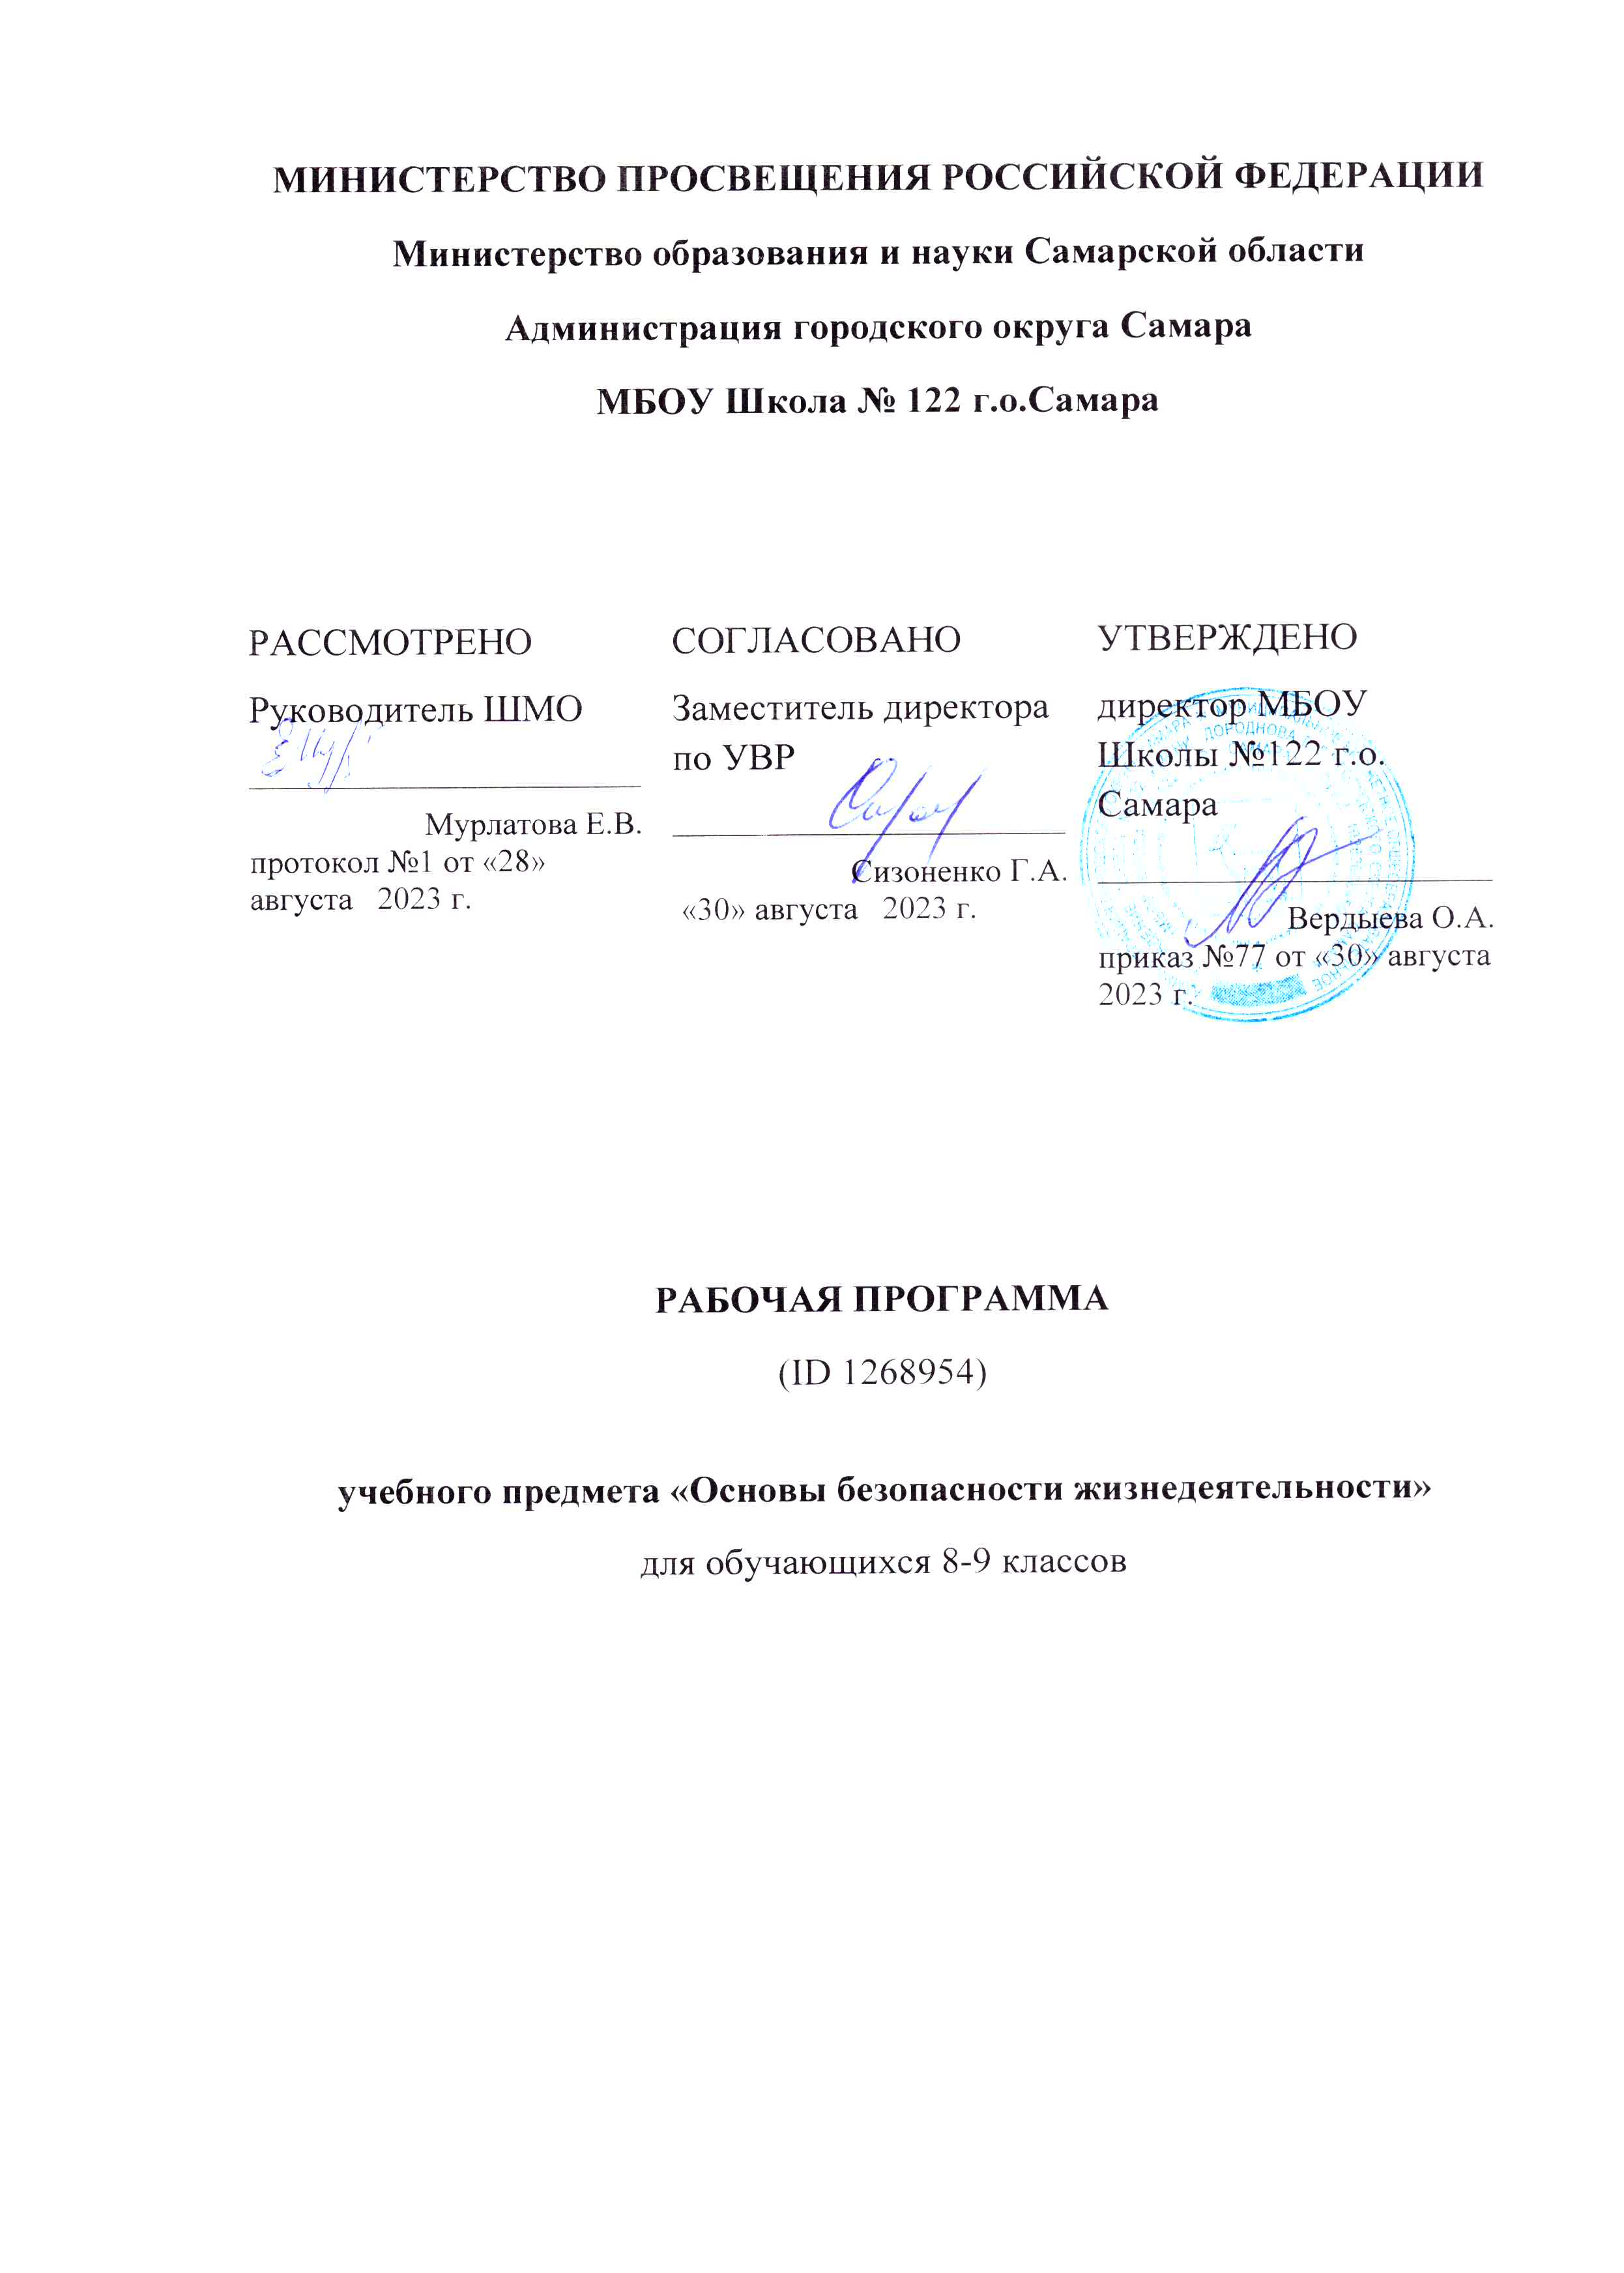 МИНИСТЕРСТВО ПРОСВЕЩЕНИЯ РОССИЙСКОЙ ФЕДЕРАЦИИ
Министерство образования и науки Самарской области
Администрация городского округа Самара
МБОУ Школа № 122 г.о.Самара
РАССМОТРЕНО
Руководитель ШМО
Мурлатова Е.В.
протокол №1 от «28»
августа 2023 г.
СОГЛАСОВАНО
Заместитель директора
по УВР
Сизоненко Г.А.
«30» августа 2023 г.
УТВЕРЖДЕНО
директор МБОУ
Школы №122 г.о.
Самара
Вердыева О.А.
приказ №77 от «30» августа
2023 г.
ДОРОДНОВА
РАБОЧАЯ ПРОГРАММА
(ID 1268954)
учебного предмета «Основы безопасности жизнедеятельности»
для обучающихся 8-9 классов